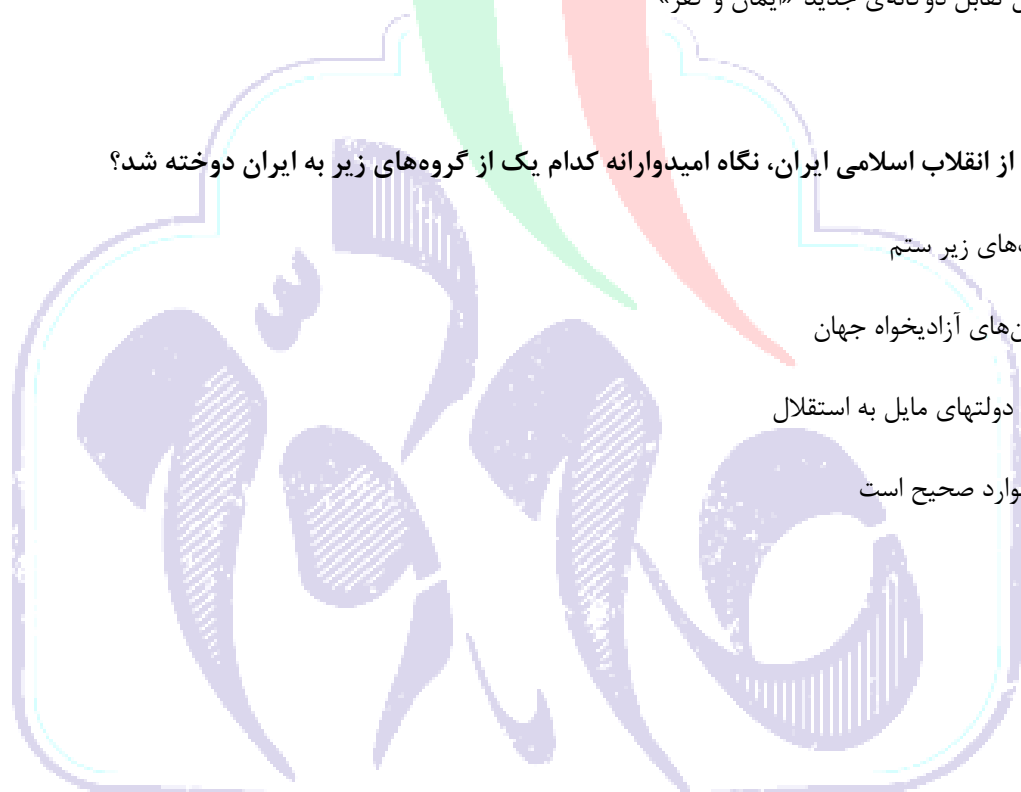 تقابل دوگانه‌ی جدید «ایمان و کفر»
از انقلاب اسلامی ایران، نگاه امیدوارانه کدام یک از گروه‌های زیر به ایران دوخته شد؟
های زیر ستم
های آزادیخواه جهان
دولتهای مایل به استقلال
موارد صحیح است